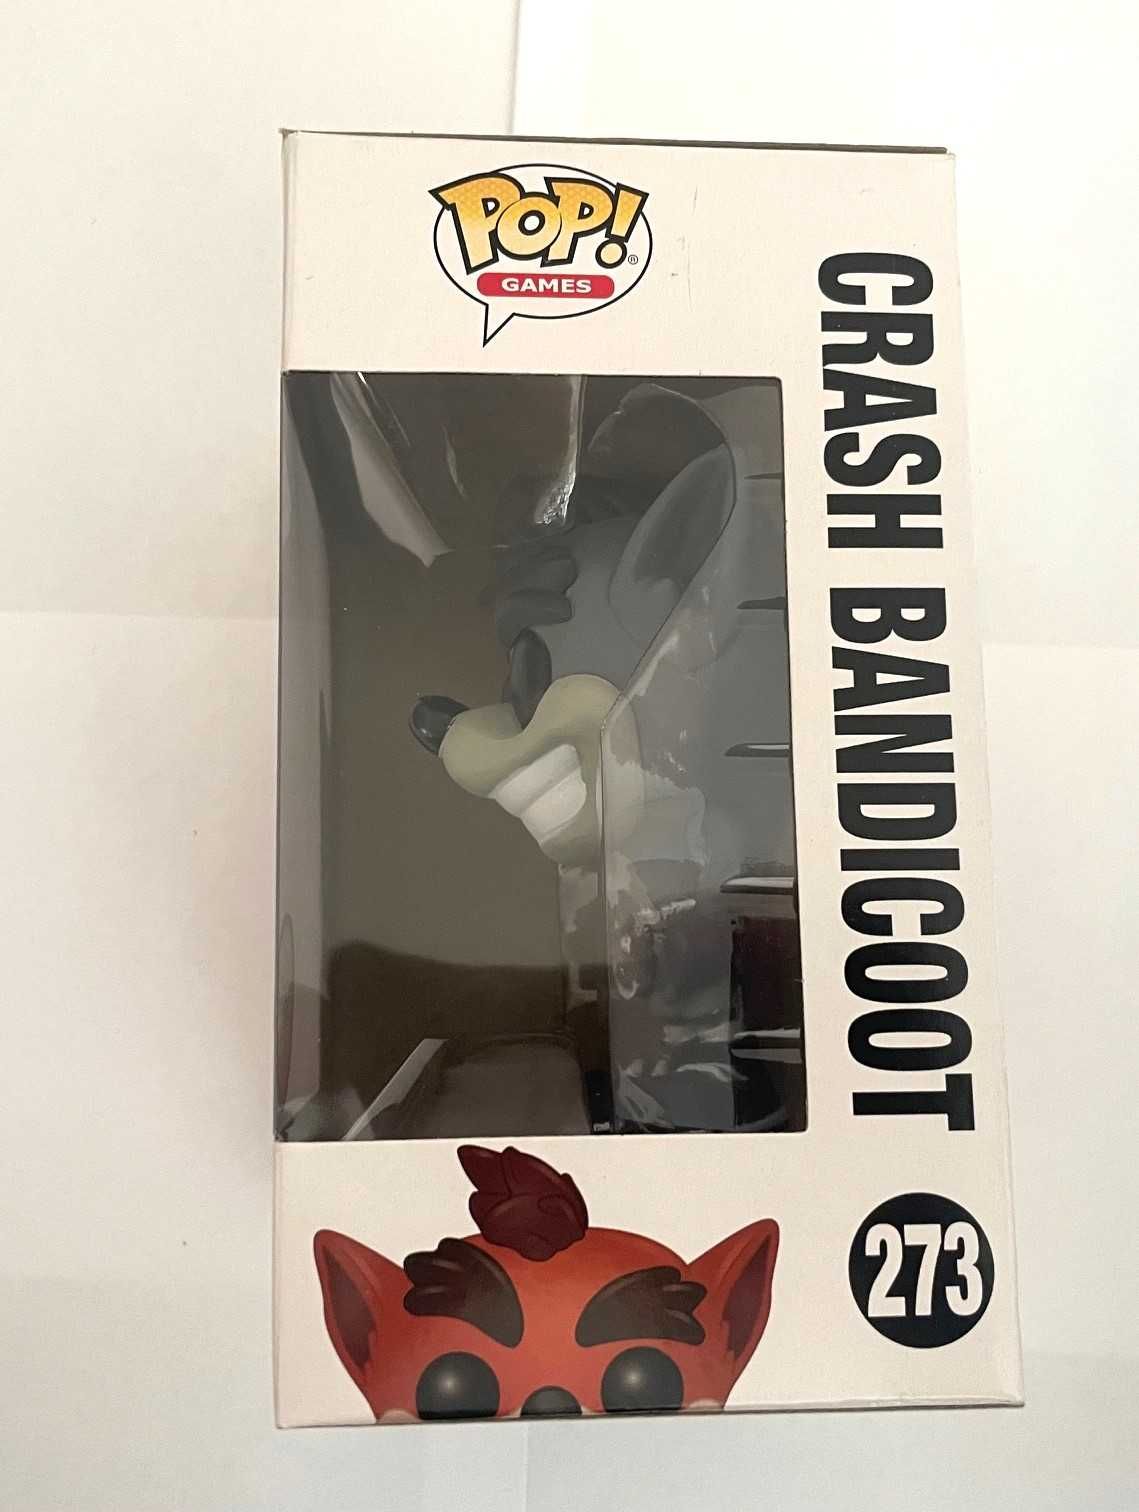 POP!
®
GAMES
CRASH BANDICOOT
273